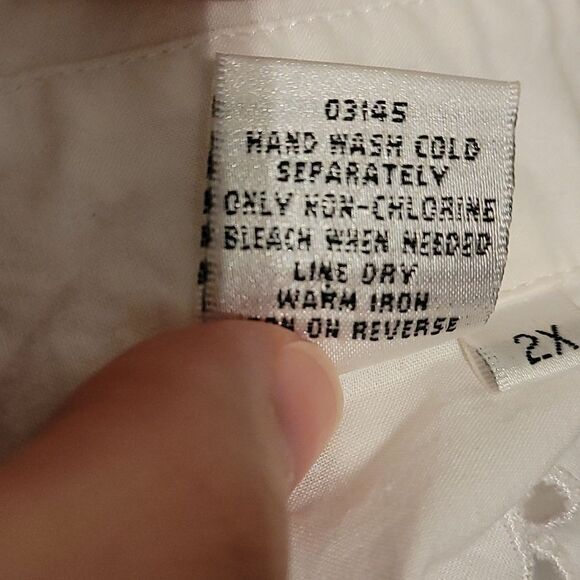 03145
HAND WASH COLD
SEPARATELY
ONLY NON-CHLORINE
BLEACH WHEN NEEDED
LINE DRY
WARM IRON
ON REVERSE
2X